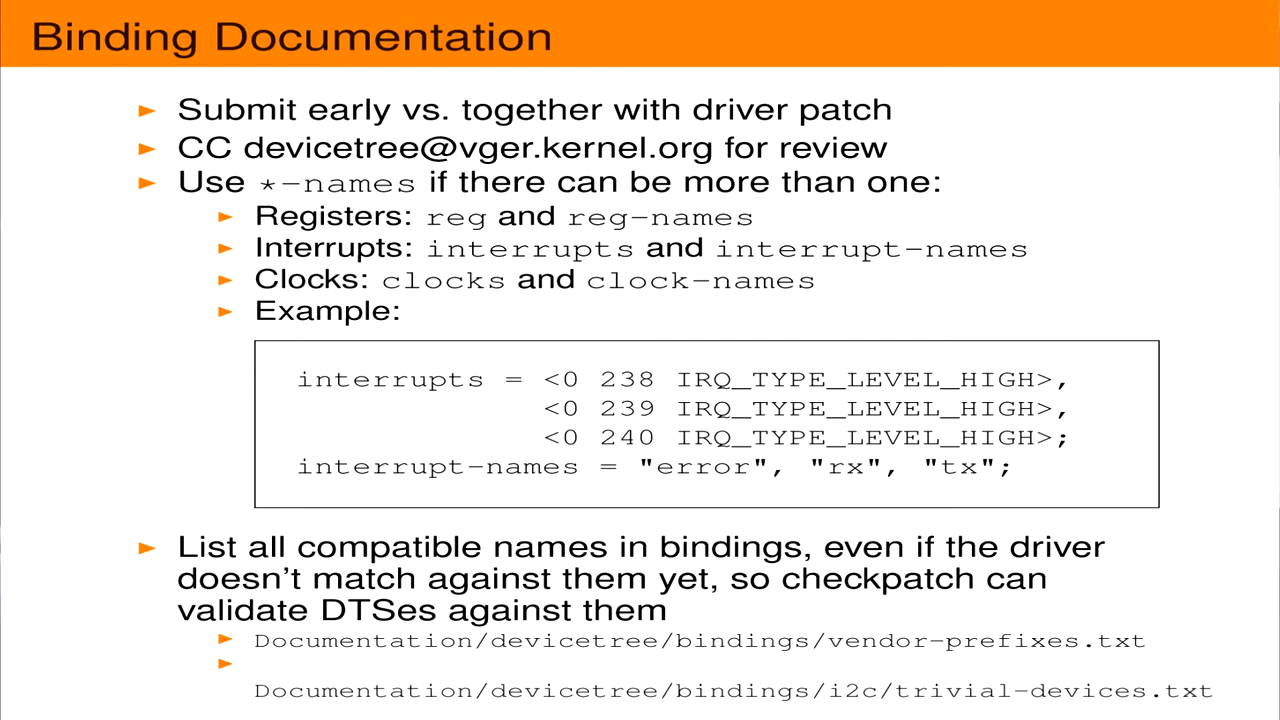 Binding Documentation
► Submit early vs. together with driver patch
► CC devicetree@vger.kernel.org for review
► Use *-names if there can be more than one:
► Registers: reg and reg-names
► Interrupts: interrupts and interrupt-names
► Clocks: clocks and clock-names
► Example:
interrupts = <0 238 IRQ_TYPE_LEVEL_HIGH>,
<0 239 IRQ_TYPE_LEVEL_HIGH>,
<0 240 IRQ_TYPE_LEVEL_HIGH>;
interrupt-names = "error", "rx", "tx";
► List all compatible names in bindings, even if the driver
doesn't match against them yet, so checkpatch can
validate DTSes against them
► Documentation/devicetree/bindings/vendor-prefixes.txt
►
Documentation/devicetree/bindings/i2c/trivial-devices.txt